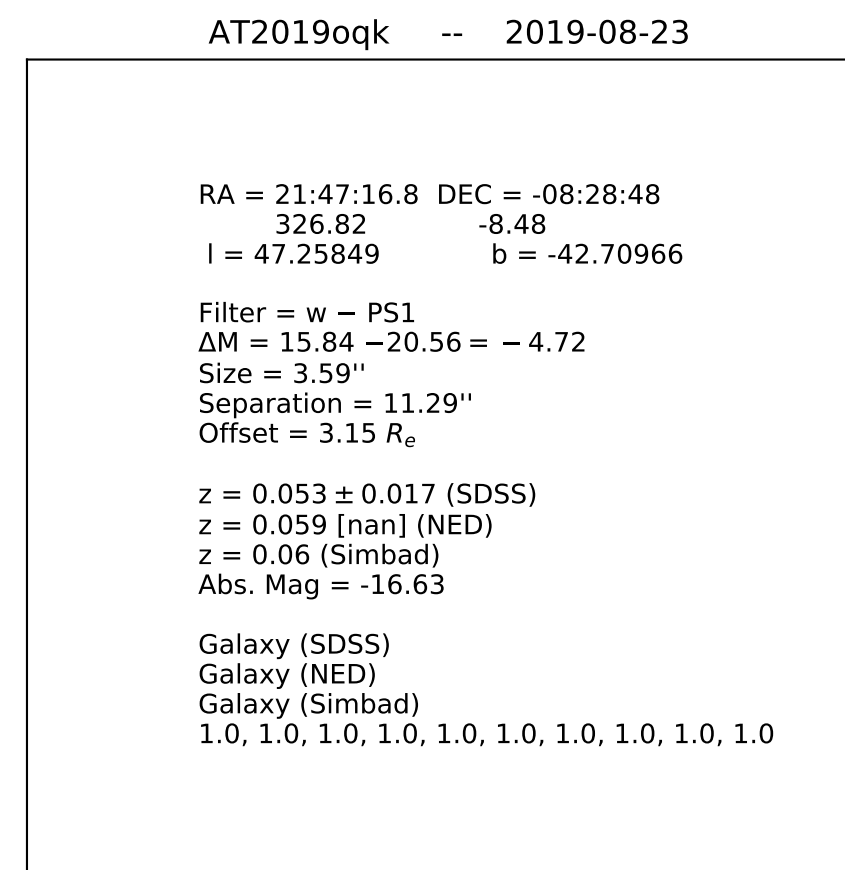 AT2019oqk -- 2019-08-23
RA = 21:47:16.8 DEC = -08:28:48
326.82 -8.48
l = 47.25849 b = -42.70966
Filter = w − PS1
ΔM = 15.84 −20.56 = −4.72
Size = 3.59''
Separation = 11.29''
Offset = 3.15 Re
z = 0.053 ± 0.017 (SDSS)
z = 0.059 [nan] (NED)
z = 0.06 (Simbad)
Abs. Mag = -16.63
Galaxy (SDSS)
Galaxy (NED)
Galaxy (Simbad)
1.0, 1.0, 1.0, 1.0, 1.0, 1.0, 1.0, 1.0, 1.0, 1.0